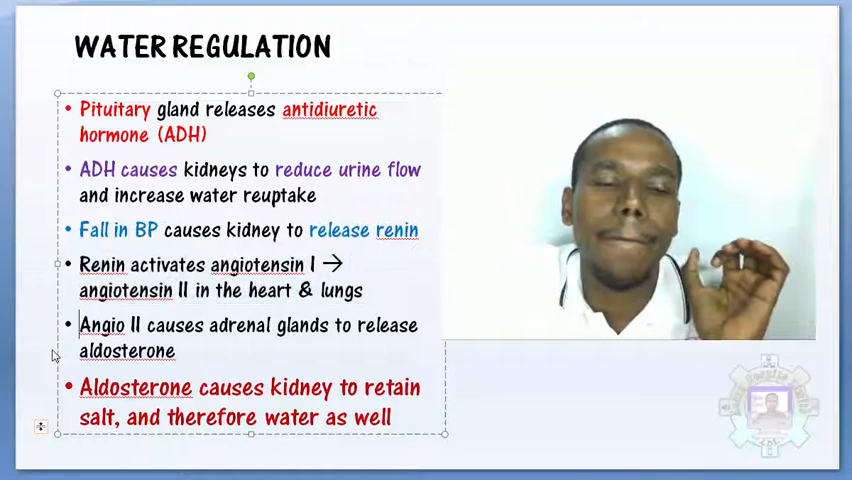 WATER REGULATION
• Pituitary gland releases antidiuretic
hormone (ADH)
• ADH causes kidneys to reduce urine flow
and increase water reuptake
• Fall in BP causes kidney to release renin
• Renin activates angiotensin I →
angiotensin II in the heart & lungs
• Angio II causes adrenal glands to release
aldosterone
• Aldosterone causes kidney to retain
salt, and therefore water as well